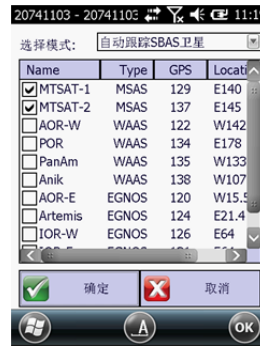 20741103 - 20741103 11:1
选择模式: 自动跟踪SBAS卫星
Name Type GPS Locati
MTSAT-1 MSAS 129 E140
MTSAT-2 MSAS 137 E145
AOR-W WAAS 122 W142
POR WAAS 134 E178
PanAm WAAS 135 W133
Anik WAAS 138 W107
AOR-E EGNOS 120 W15.5
Artemis EGNOS 124 E21.4
IOR-W EGNOS 126 E64
确定 取消
A OK